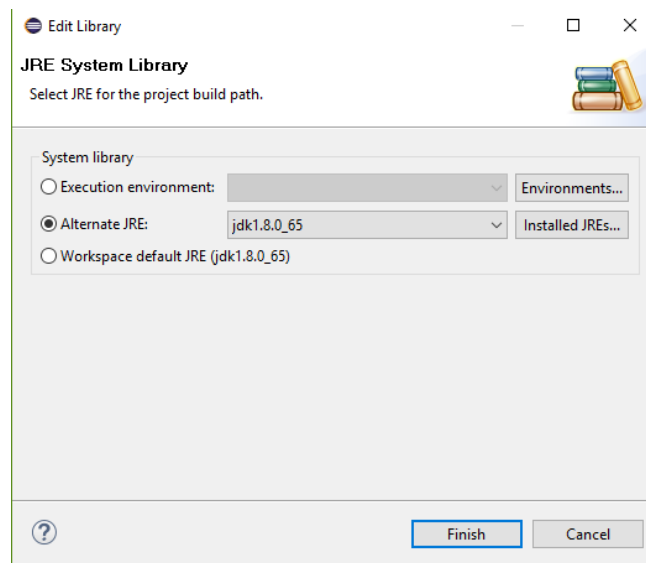 Edit Library
JRE System Library
Select JRE for the project build path.
System library
Execution environment: Environments...
Alternate JRE: jdk1.8.0_65 Installed JREs...
Workspace default JRE (jdk1.8.0_65)
? Finish Cancel